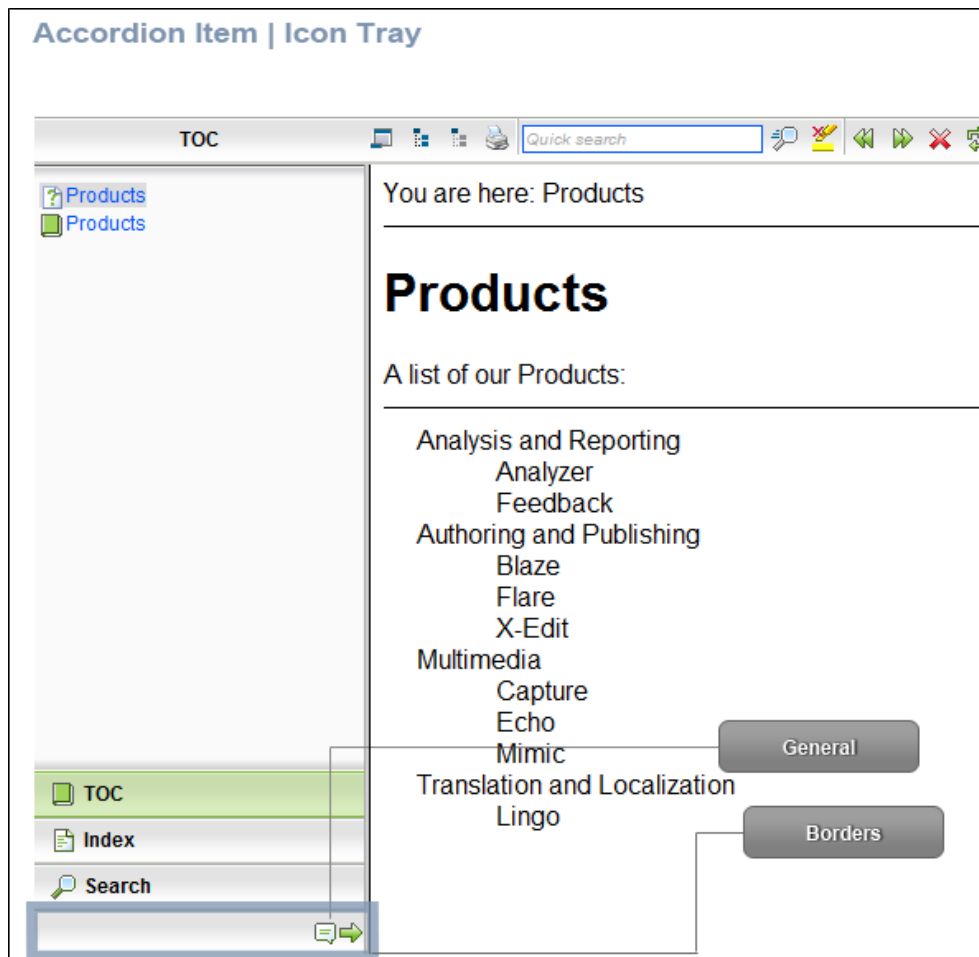 Accordion Item | Icon Tray
TOC
Quick search
Products
Products
You are here: Products
Products
A list of our Products:
Analysis and Reporting
Analyzer
Feedback
Authoring and Publishing
Blaze
Flare
X-Edit
Multimedia
Capture
Echo
Mimic
Translation and Localization
Lingo
General
Borders
TOC
Index
Search